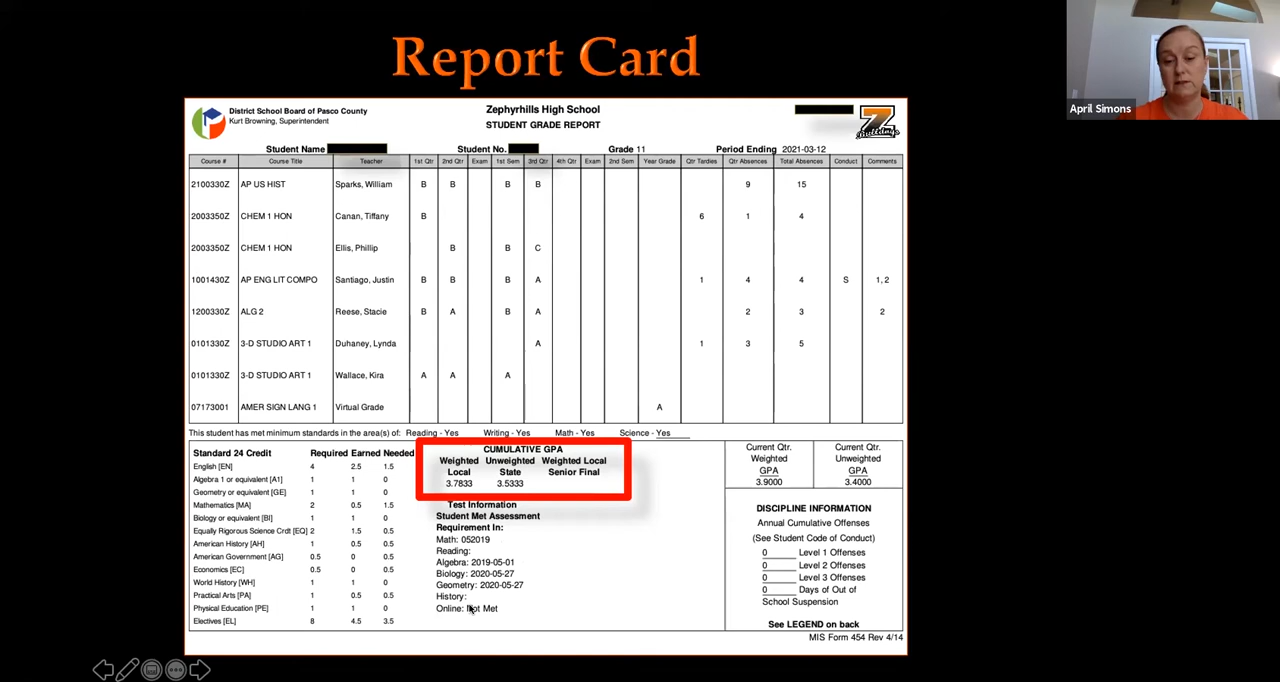 Report Card
April Simons
District School Board of Pasco County
Kurt Browning, Superintendent
Zephyrhills High School
STUDENT GRADE REPORT
Student Name Student No. Grade 11 Period Ending 2021-03-12
Course # Course Title Teacher 1st Qtr 2nd Qtr Exam 1st Sem 3rd Qtr 4th Qtr Exam 2nd Sem Year Grade Qtr Tardies Qtr Absences Total Absences Conduct Comments
2100330Z AP US HIST Sparks, William B B B B 9 15
2003350Z CHEM 1 HON Canan, Tiffany B 6 1 4
2003350Z CHEM 1 HON Ellis, Phillip B B C
1001430Z AP ENG LIT COMPO Santiago, Justin B B B A 1 4 4 S 1, 2
1200330Z ALG 2 Reese, Stacie B A B A 2 3 2
0101330Z 3-D STUDIO ART 1 Duhaney, Lynda A 1 3 5
0101330Z 3-D STUDIO ART 1 Wallace, Kira A A A
07173001 AMER SIGN LANG 1 Virtual Grade A
This student has met minimum standards in the area(s) of: Reading - Yes Writing - Yes Math - Yes Science - Yes
Standard 24 Credit Required Earned Needed
English [EN] 4 2.5 1.5
Algebra 1 or equivalent [A1] 1 1 0
Geometry or equivalent [GE] 1 1 0
Mathematics [MA] 2 0.5 1.5
Biology or equivalent [BI] 1 1 0
Equally Rigorous Science Crdt [EQ] 2 1.5 0.5
American History [AH] 1 0.5 0.5
American Government [AG] 0.5 0 0.5
Economics [EC] 0.5 0 0.5
World History [WH] 1 1 0
Practical Arts [PA] 1 0.5 0.5
Physical Education [PE] 1 1 0
Electives [EL] 8 4.5 3.5
CUMULATIVE GPA
Weighted Unweighted Weighted Local
Local State Senior Final
3.7833 3.5333
Test Information
Student Met Assessment
Requirement In:
Math: 052019
Reading:
Algebra: 2019-05-01
Biology: 2020-05-27
Geometry: 2020-05-27
History:
Online: Not Met
Current Qtr. Current Qtr.
Weighted Unweighted
GPA GPA
3.9000 3.4000
DISCIPLINE INFORMATION
Annual Cumulative Offenses
(See Student Code of Conduct)
0 Level 1 Offenses
0 Level 2 Offenses
0 Level 3 Offenses
0 Days of Out of
School Suspension
See LEGEND on back
MIS Form 454 Rev 4/14